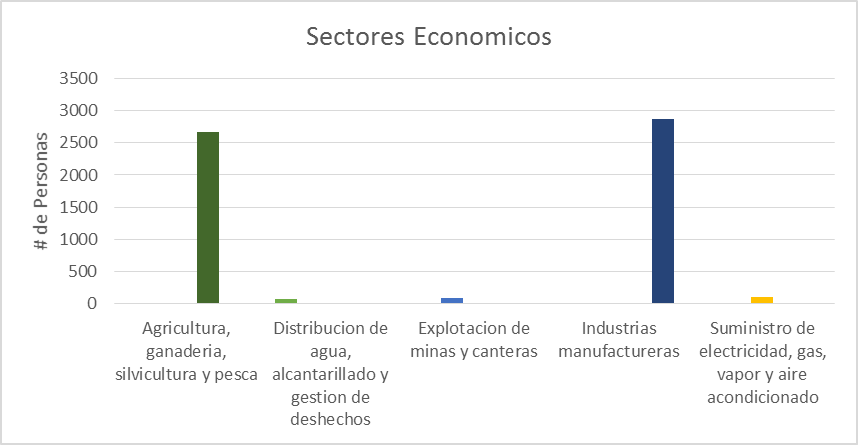 Sectores Economicos
# de Personas
3500
3000
2500
2000
1500
1000
500
0
Agricultura,
ganaderia,
silvicultura y pesca
Distribucion de
agua,
alcantarillado y
gestion de
deshechos
Explotacion de
minas y canteras
Industrias
manufactureras
Suministro de
electricidad, gas,
vapor y aire
acondicionado